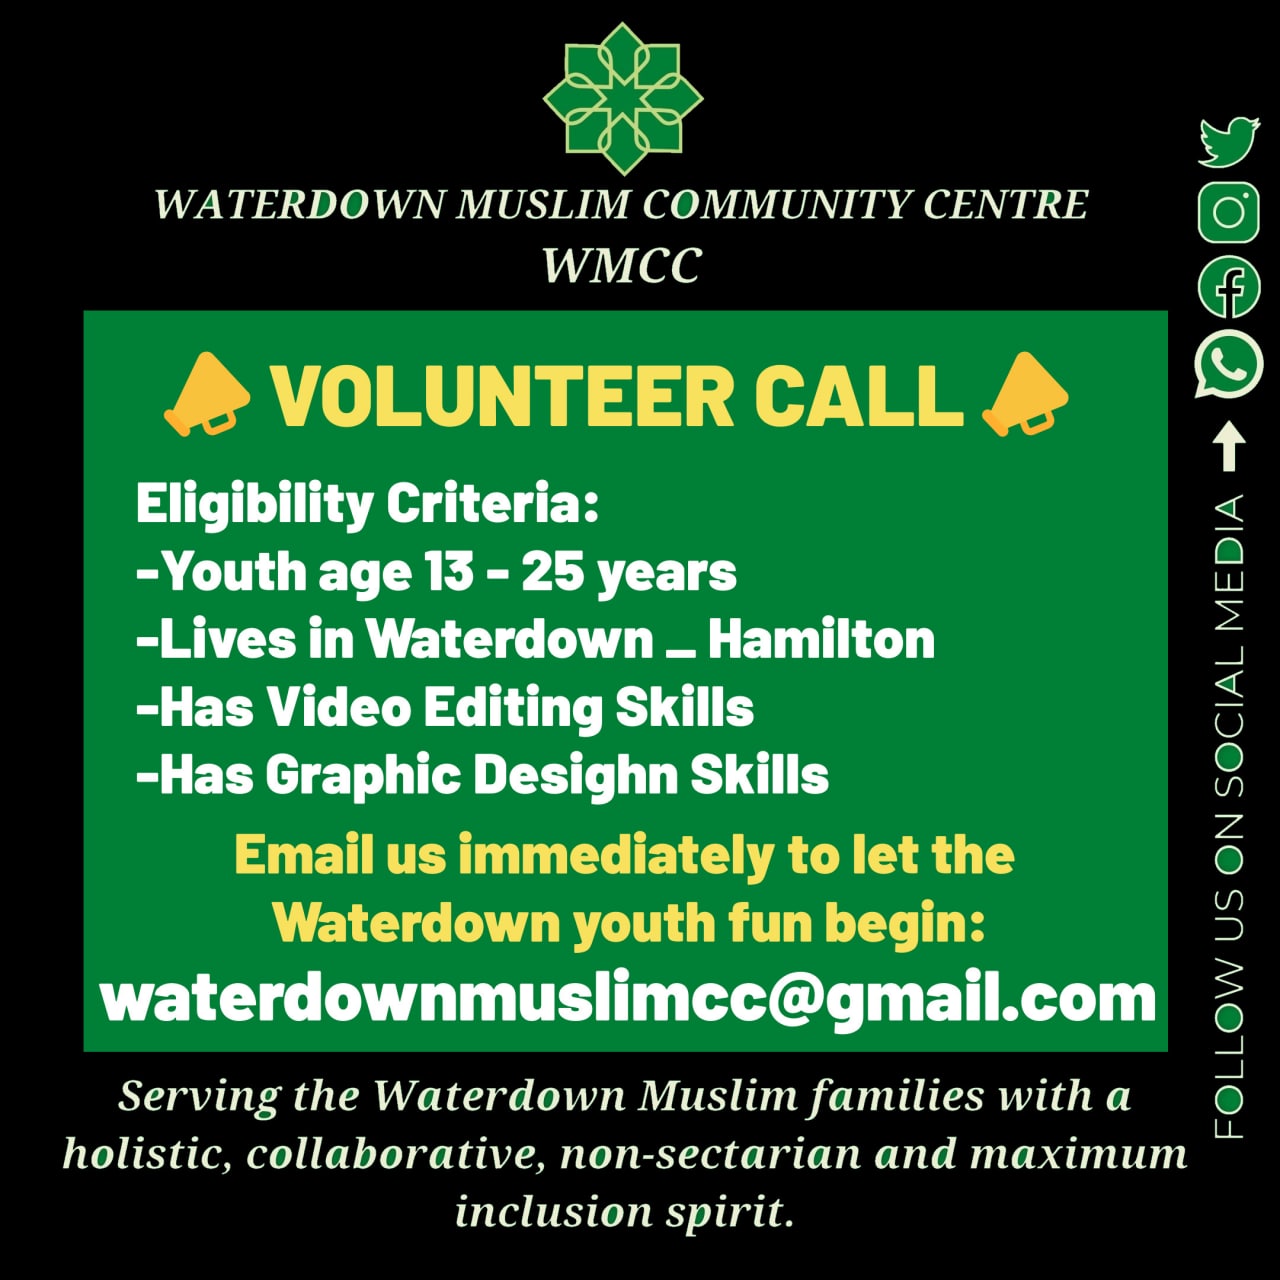 WATERDOWN MUSLIM COMMUNITY CENTRE
WMCC
VOLUNTEER CALL
Eligibility Criteria:
-Youth age 13 - 25 years
-Lives in Waterdown _ Hamilton
-Has Video Editing Skills
-Has Graphic Desighn Skills
Email us immediately to let the
Waterdown youth fun begin:
waterdownmuslimcc@gmail.com
Serving the Waterdown Muslim families with a
holistic, collaborative, non-sectarian and maximum
inclusion spirit.
FOLLOW US ON SOCIAL MEDIA